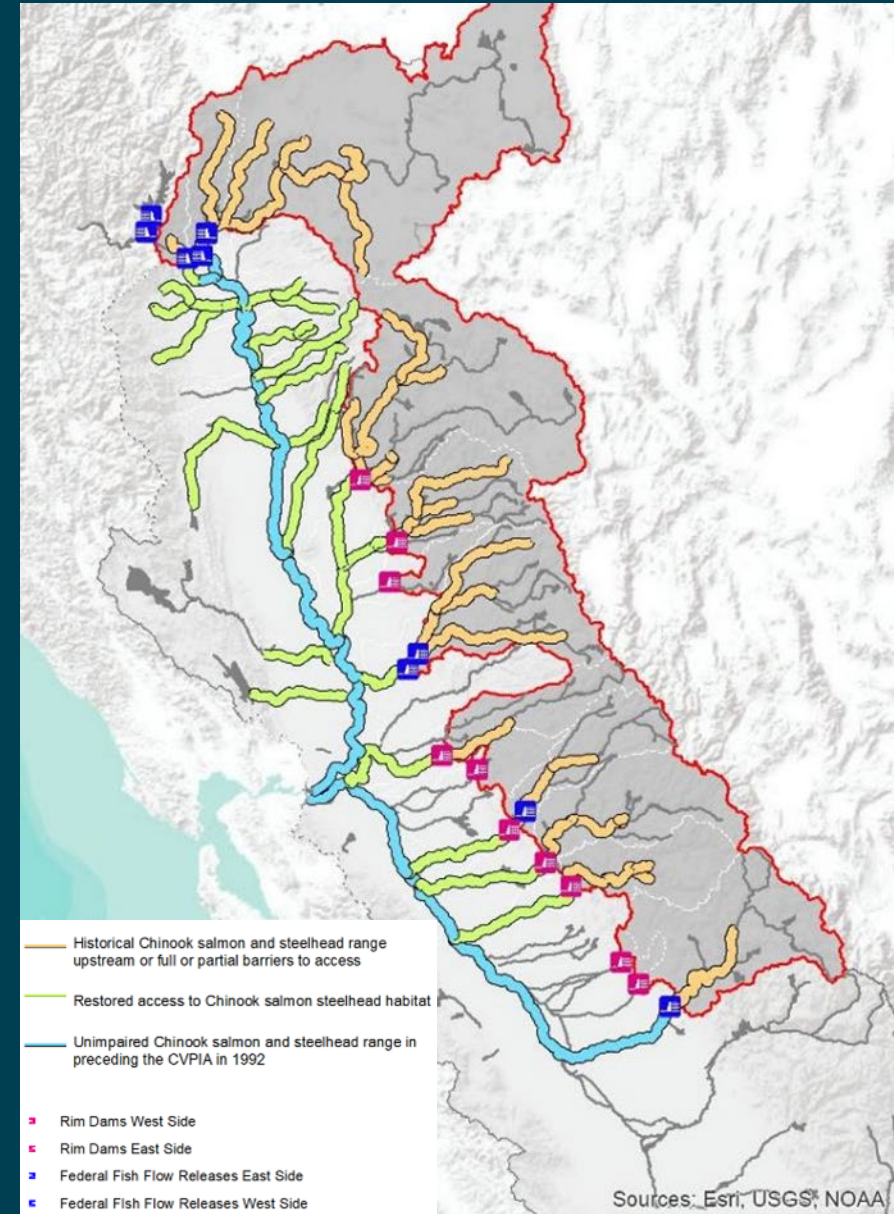 Historical Chinook salmon and steelhead range
upstream or full or partial barriers to access
Restored access to Chinook salmon steelhead habitat
Unimpaired Chinook salmon and steelhead range in
preceding the CVPIA in 1992
Rim Dams West Side
Rim Dams East Side
Federal Fish Flow Releases East Side
Federal FIsh Flow Releases West Side
Sources: Esri, USGS, NOAA